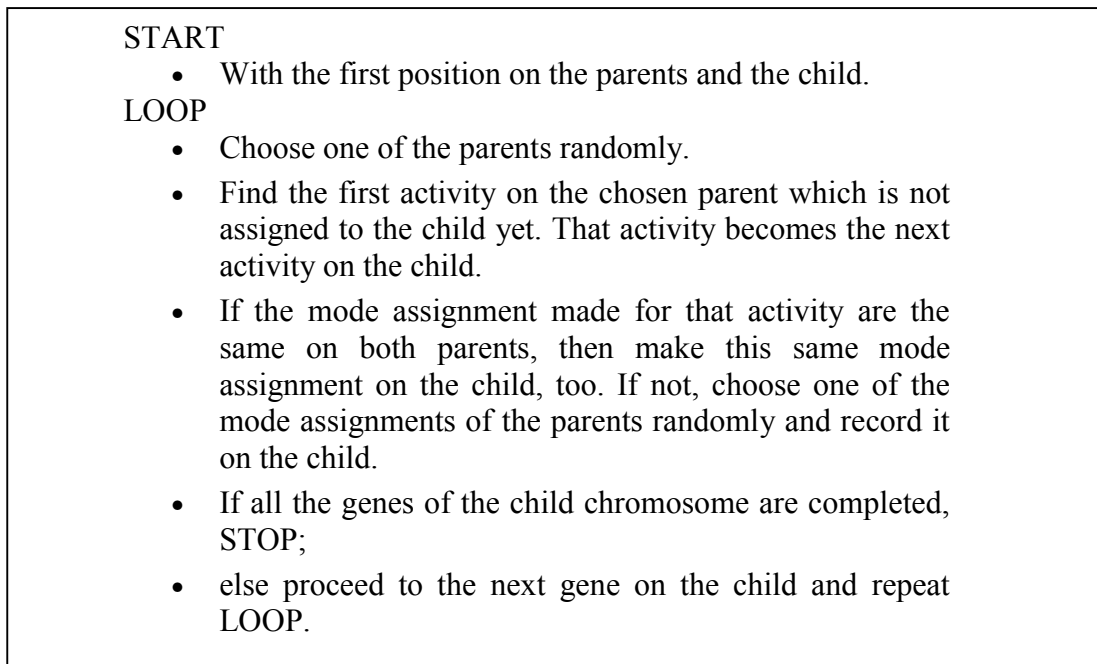 START
• With the first position on the parents and the child.
LOOP
• Choose one of the parents randomly.
• Find the first activity on the chosen parent which is not
assigned to the child yet. That activity becomes the next
activity on the child.
• If the mode assignment made for that activity are the
same on both parents, then make this same mode
assignment on the child, too. If not, choose one of the
mode assignments of the parents randomly and record it
on the child.
• If all the genes of the child chromosome are completed,
STOP;
• else proceed to the next gene on the child and repeat
LOOP.